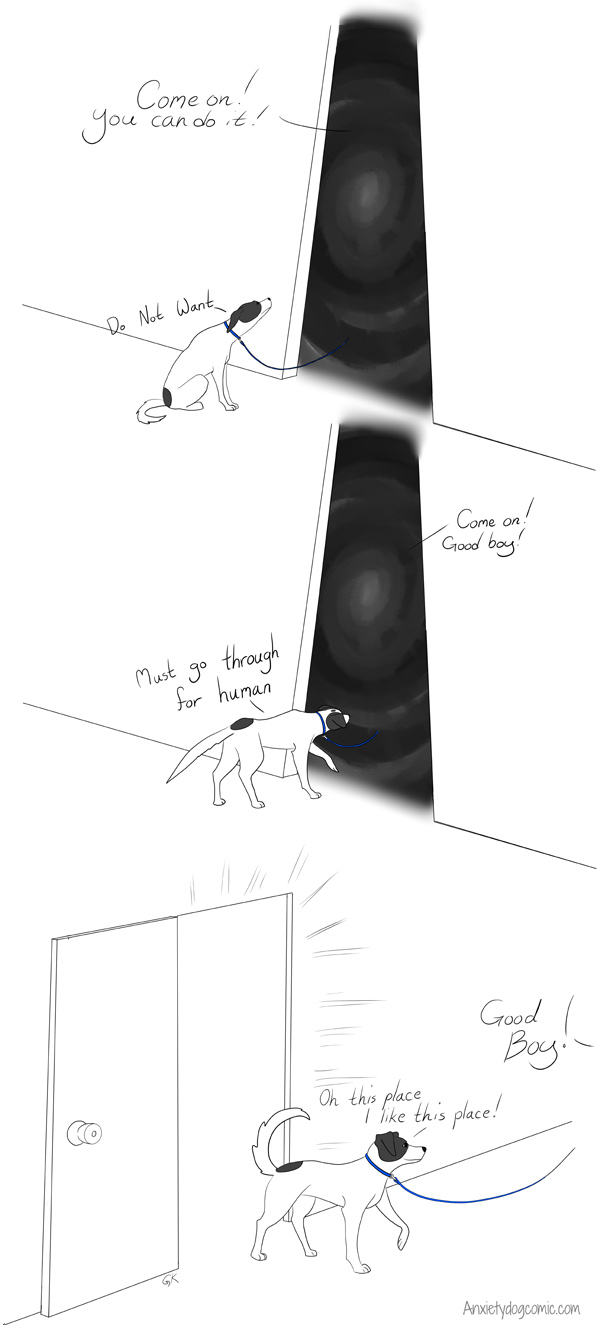 Come on!
you can do it!
Do Not Want
Come on!
Good boy!
Must go through
for human
Good
Boy!
Oh this place
I like this place!
GK
Anxietydogcomic.com